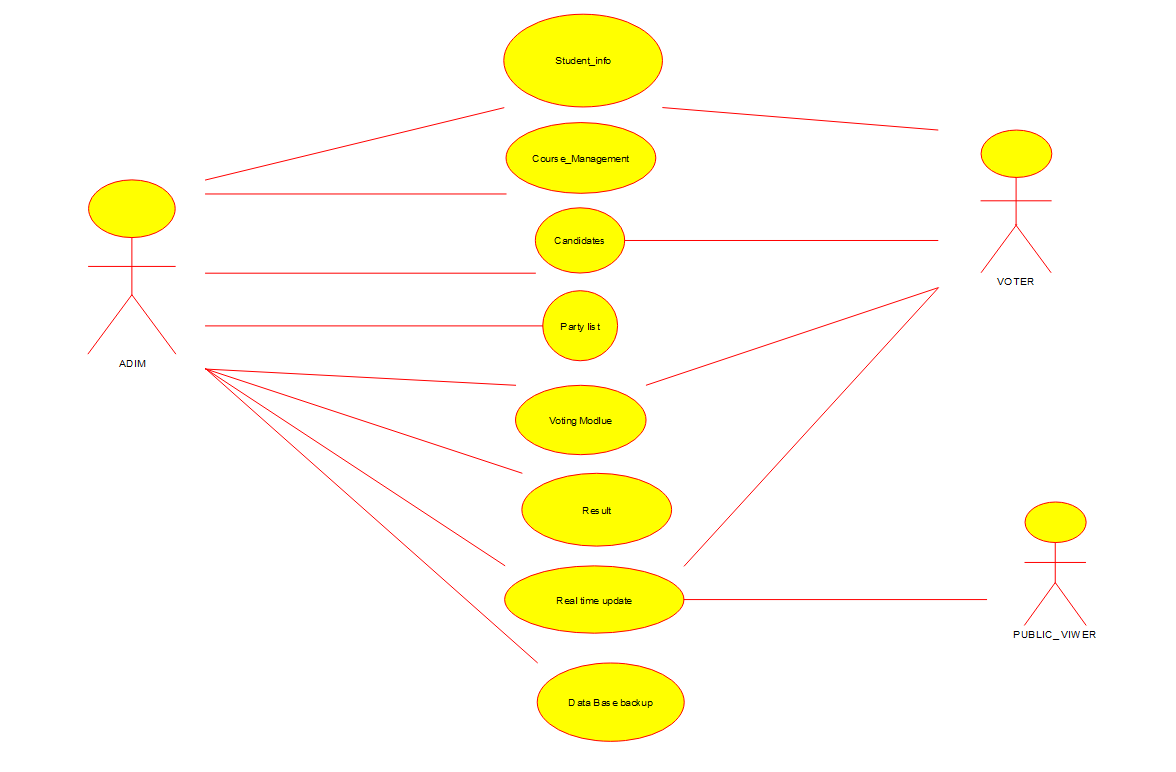 Student_info
Course_Management
Candidates
Party list
Voting Modlue
Result
Real time update
Data Base backup
ADIM
VOTER
PUBLIC_VIWER